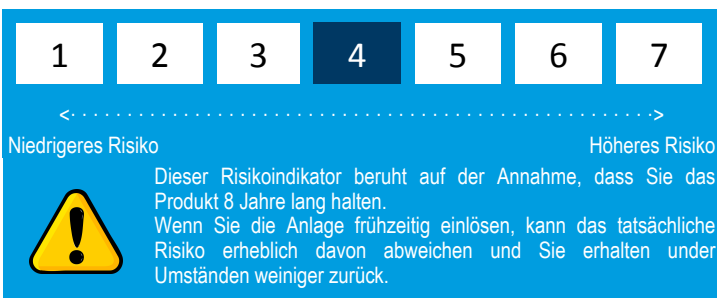 1 2 3 4 5 6 7
<· · · · · · · · · · · · · · · · · · · · · · · · · · · · · · · · · · · · · · · · · · · · · · · · · · · ·>
Niedrigeres Risiko Höheres Risiko
Dieser Risikoindikator beruht auf der Annahme, dass Sie das
Produkt 8 Jahre lang halten.
Wenn Sie die Anlage frühzeitig einlösen, kann das tatsächliche
Risiko erheblich davon abweichen und Sie erhalten under
Umständen weiniger zurück.